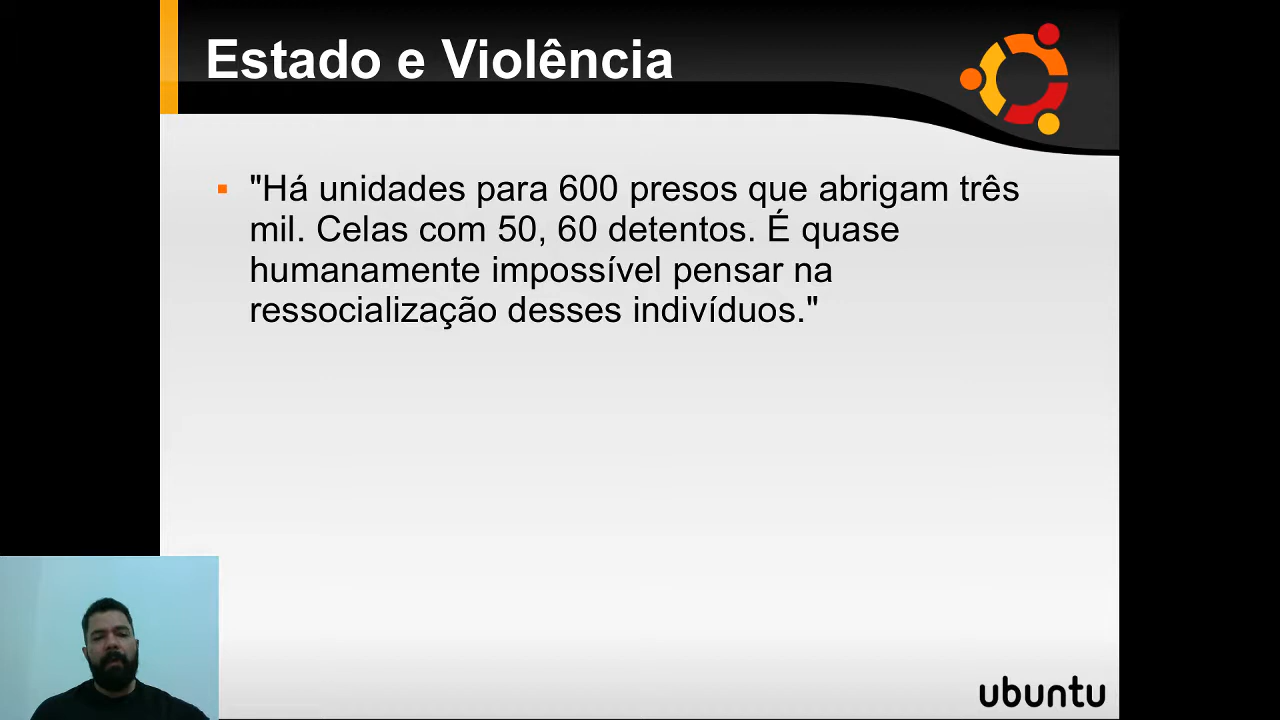 Estado e Violência
"Há unidades para 600 presos que abrigam três
mil. Celas com 50, 60 detentos. É quase
humanamente impossível pensar na
ressocialização desses indivíduos."
ubuntu